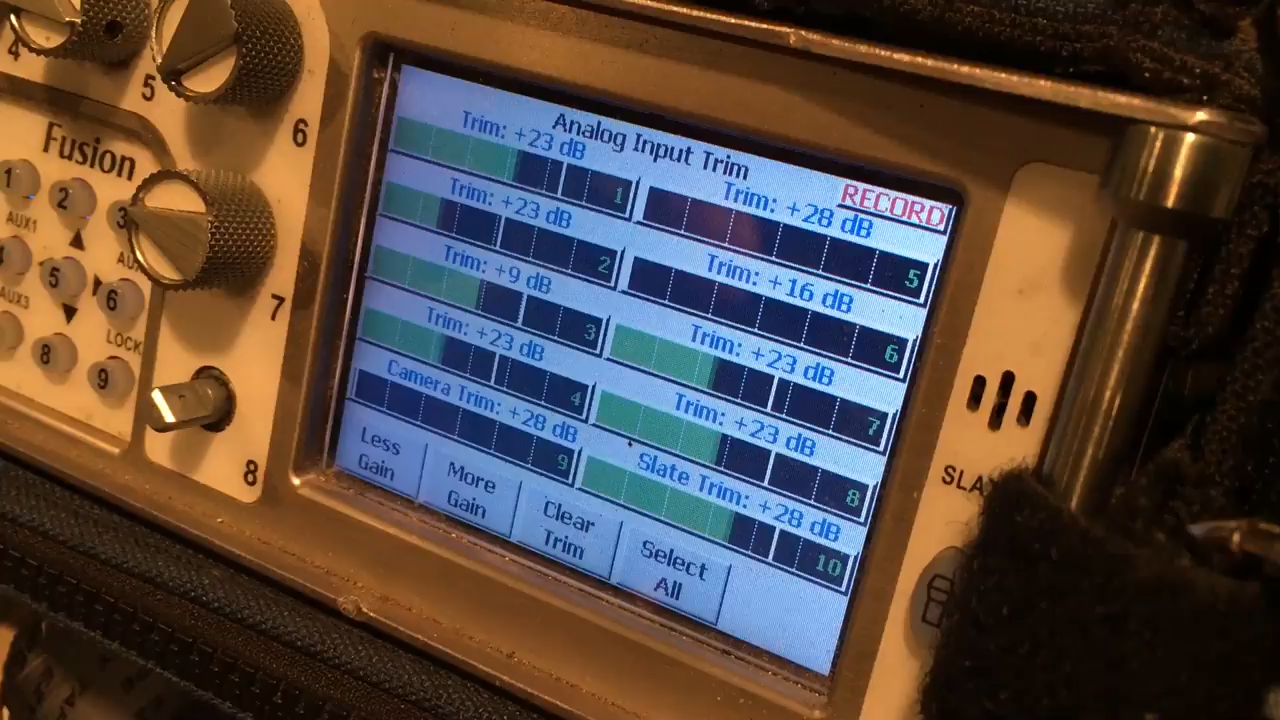 4
5
6
Fusion
1
2
3
AUX1
5
6
AUX3
LOCK
8
9
7
8
Analog Input Trim
RECORD
Trim: +23 dB
1
Trim: +23 dB
2
Trim: +9 dB
3
Trim: +23 dB
4
Camera Trim: +28 dB
9
Trim: +28 dB
5
Trim: +16 dB
6
Trim: +23 dB
7
Trim: +23 dB
8
Slate Trim: +28 dB
10
Less
Gain
More
Gain
Clear
Trim
Select
All